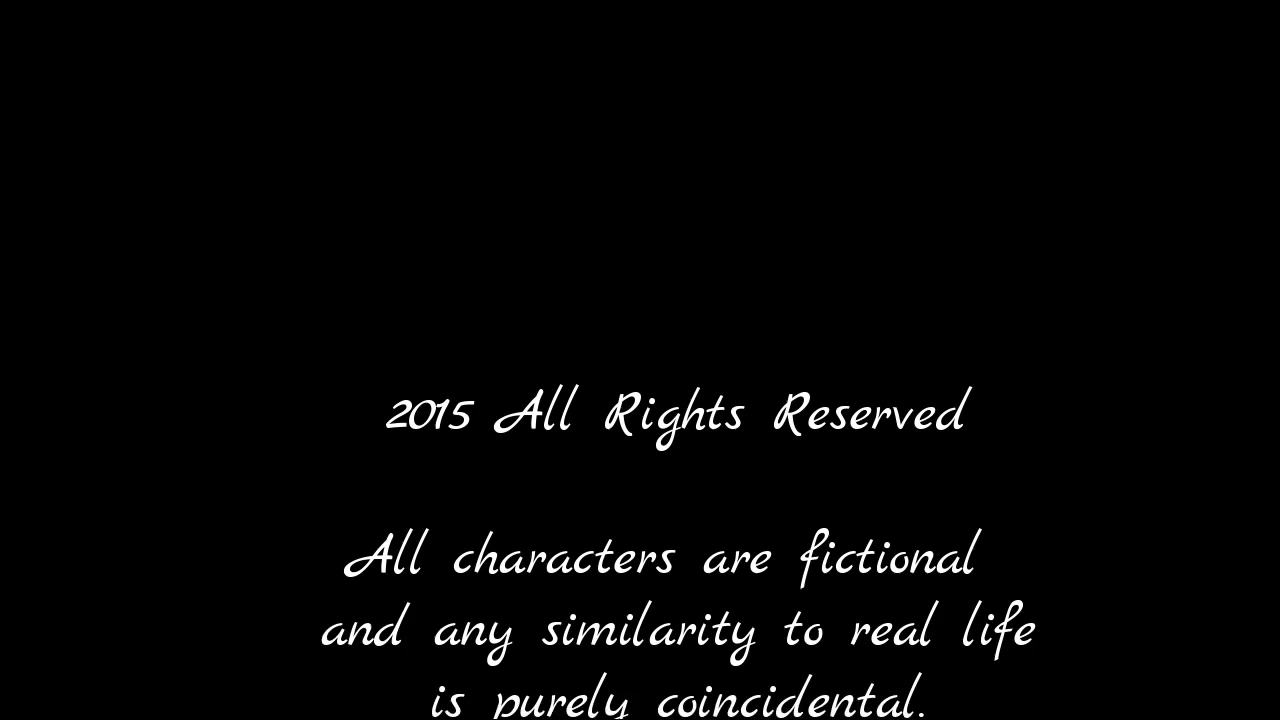 2015 All Rights Reserved
All characters are fictional
and any similarity to real life
is purely coincidental.